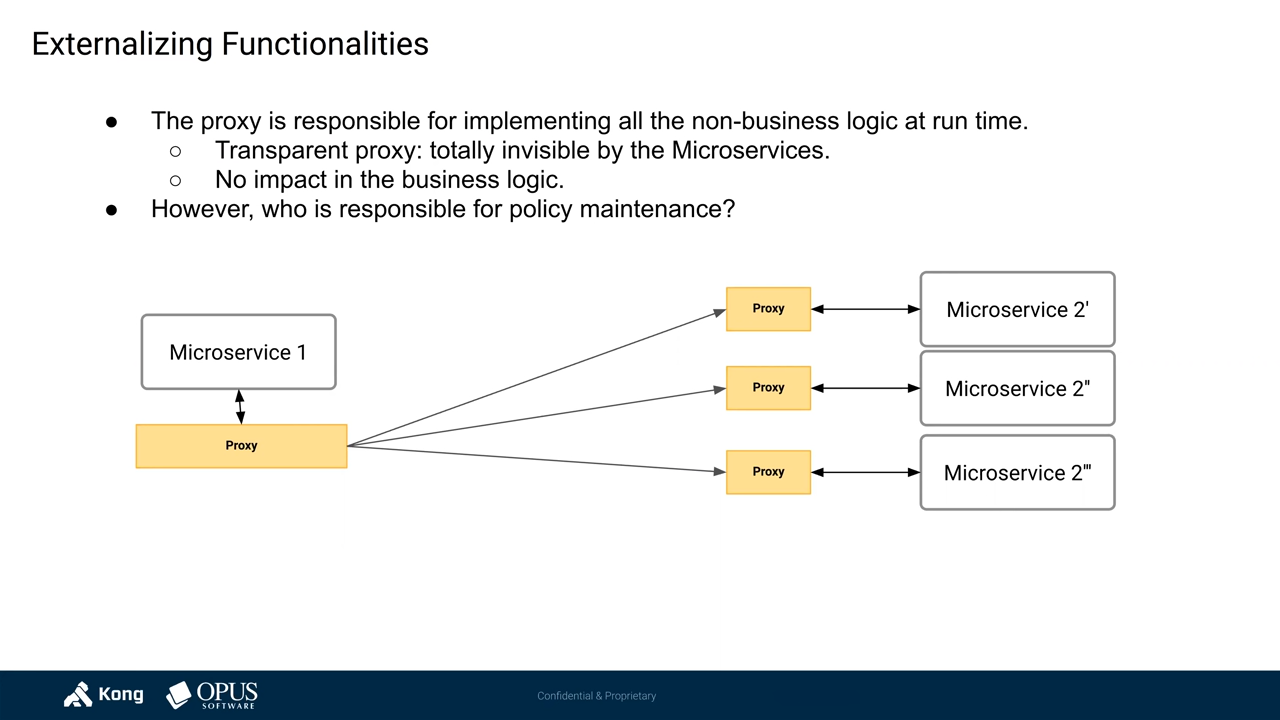 Externalizing Functionalities
● The proxy is responsible for implementing all the non-business logic at run time.
○ Transparent proxy: totally invisible by the Microservices.
○ No impact in the business logic.
● However, who is responsible for policy maintenance?
Microservice 1
Proxy
Proxy
Microservice 2'
Proxy
Microservice 2''
Proxy
Microservice 2'''
Kong
OPUS
SOFTWARE
Confidential & Proprietary